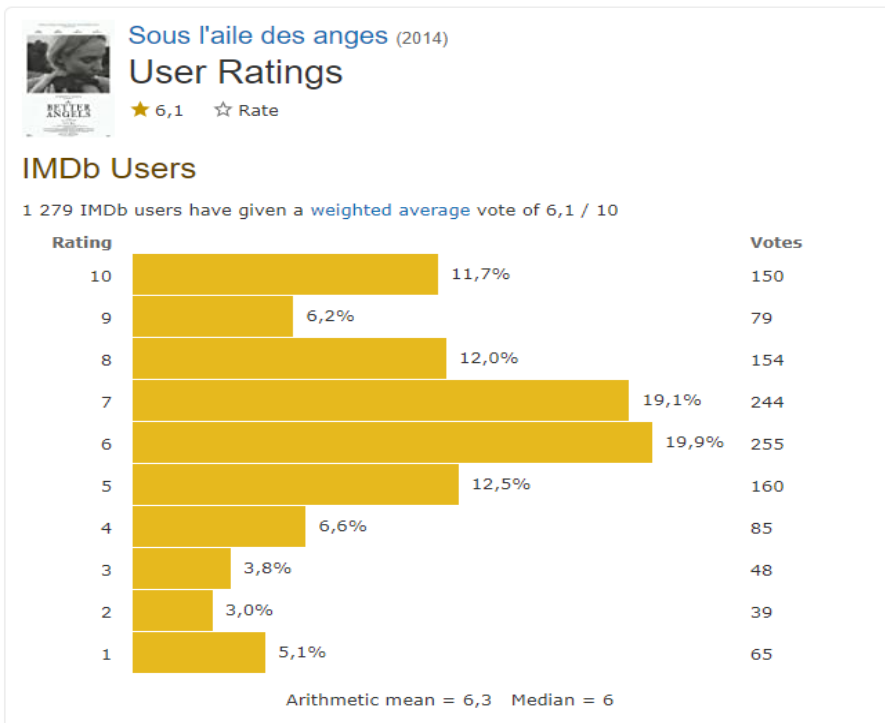 Sous l'aile des anges (2014)
User Ratings
6,1 Rate
BETTER
ANGELS
IMDb Users
1 279 IMDb users have given a weighted average vote of 6,1 / 10
Rating Votes
10 11,7% 150
9 6,2% 79
8 12,0% 154
7 19,1% 244
6 19,9% 255
5 12,5% 160
4 6,6% 85
3 3,8% 48
2 3,0% 39
1 5,1% 65
Arithmetic mean = 6,3 Median = 6